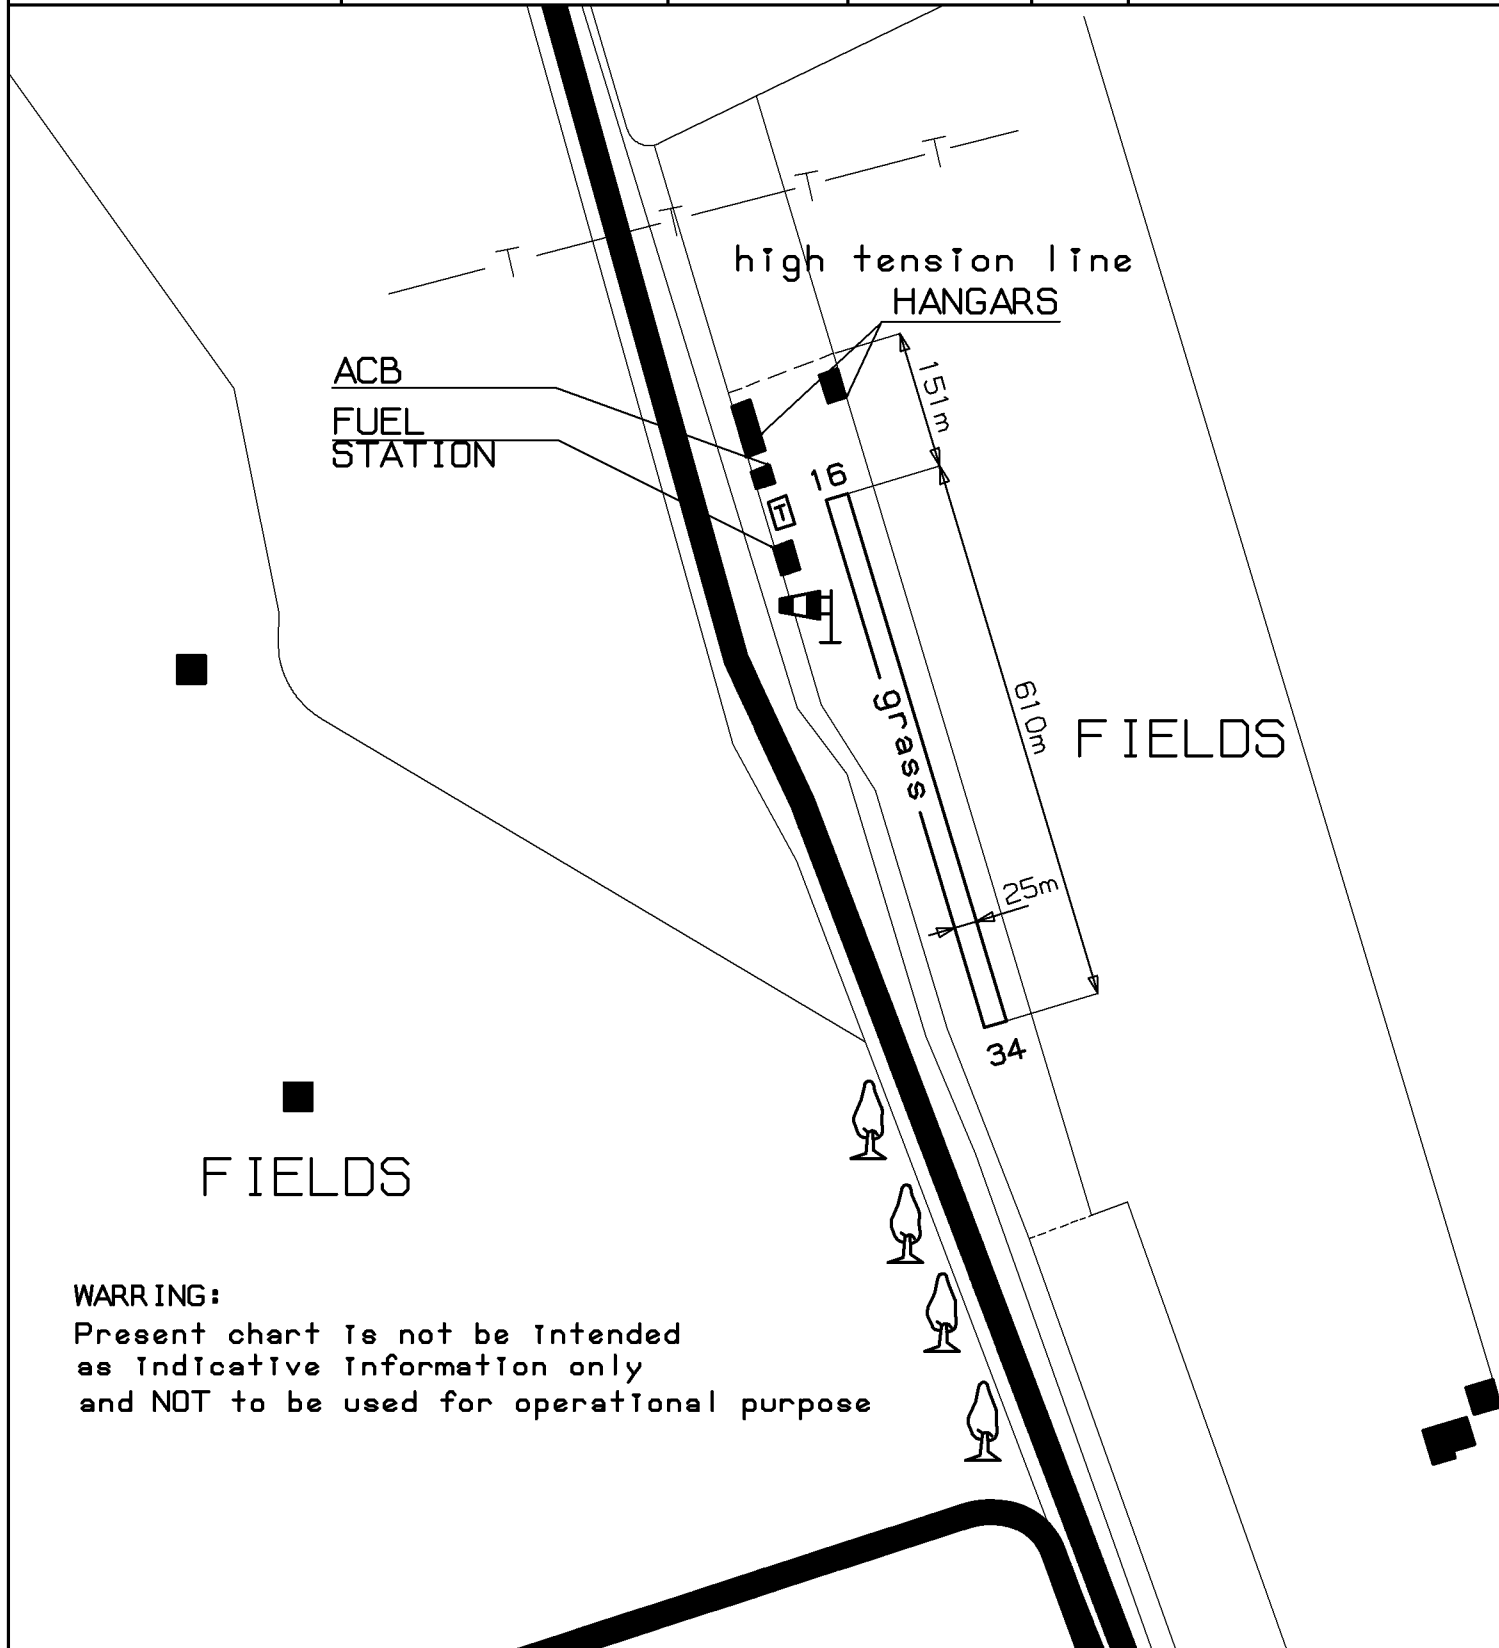 high tension line
HANGARS
ACB
FUEL
STATION
151m
16
T
grass
610m
FIELDS
25m
34
FIELDS
WARRING:
Present chart is not be intended
as indicative information only
and NOT to be used for operational purpose